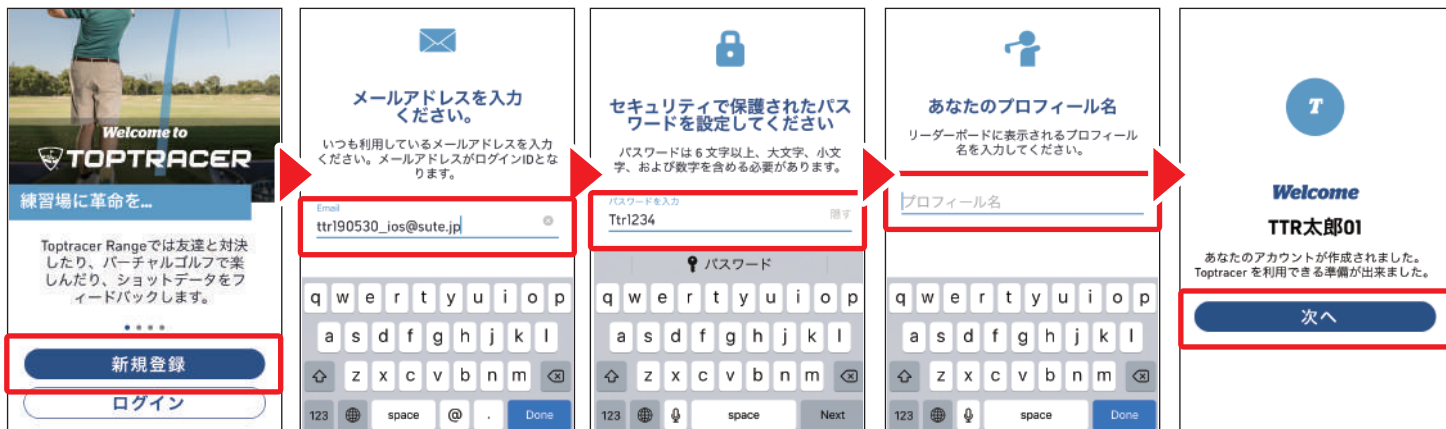 Welcome to
TOPTRACER
練習場に革命を...
Toptracer Rangeでは友達と対決
したり、バーチャルゴルフで楽
しんだり、ショットデータをフ
ィードバックします。
新規登録
ログイン
メールアドレスを入力
ください。
いつも利用しているメールアドレスを入力
ください。メールアドレスがログインIDとな
ります。
Email
ttr190530_ios@sute.jp
q w e r t y u i o p
a s d f g h j k l
z x c v b n m
123 space @ . Done
セキュリティで保護されたパス
ワードを設定してください
パスワードは 6 文字以上、大文字、小文
字、および数字を含める必要があります。
パスワードを入力
Ttr1234 隠す
パスワード
q w e r t y u i o p
a s d f g h j k l
z x c v b n m
123 space Next
あなたのプロフィール名
リーダーボードに表示されるプロフィール
名を入力してください。
プロフィール名
q w e r t y u i o p
a s d f g h j k l
z x c v b n m
123 space Done
T
Welcome
TTR太郎01
あなたのアカウントが作成されました。
Toptracer を利用できる準備が出来ました。
次へ